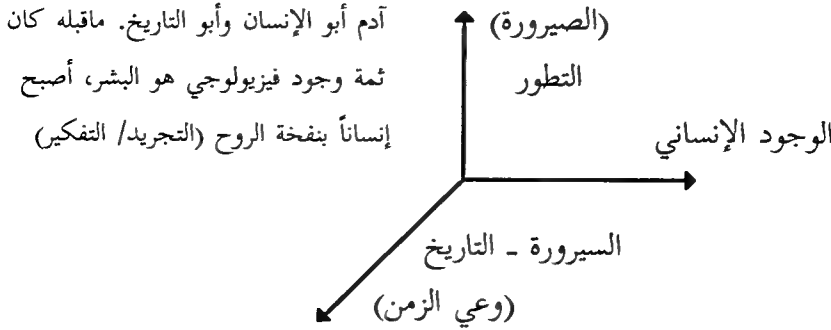 آدم أبو الإنسان وأبو التاريخ. ماقبله كان
ثمة وجود فيزيولوجي هو البشر، أصبح
إنساناً بنفخة الروح (التجريد/ التفكير)
(الصيرورة)
التطور
الوجود الإنساني
السيرورة ـ التاريخ
(وعي الزمن)